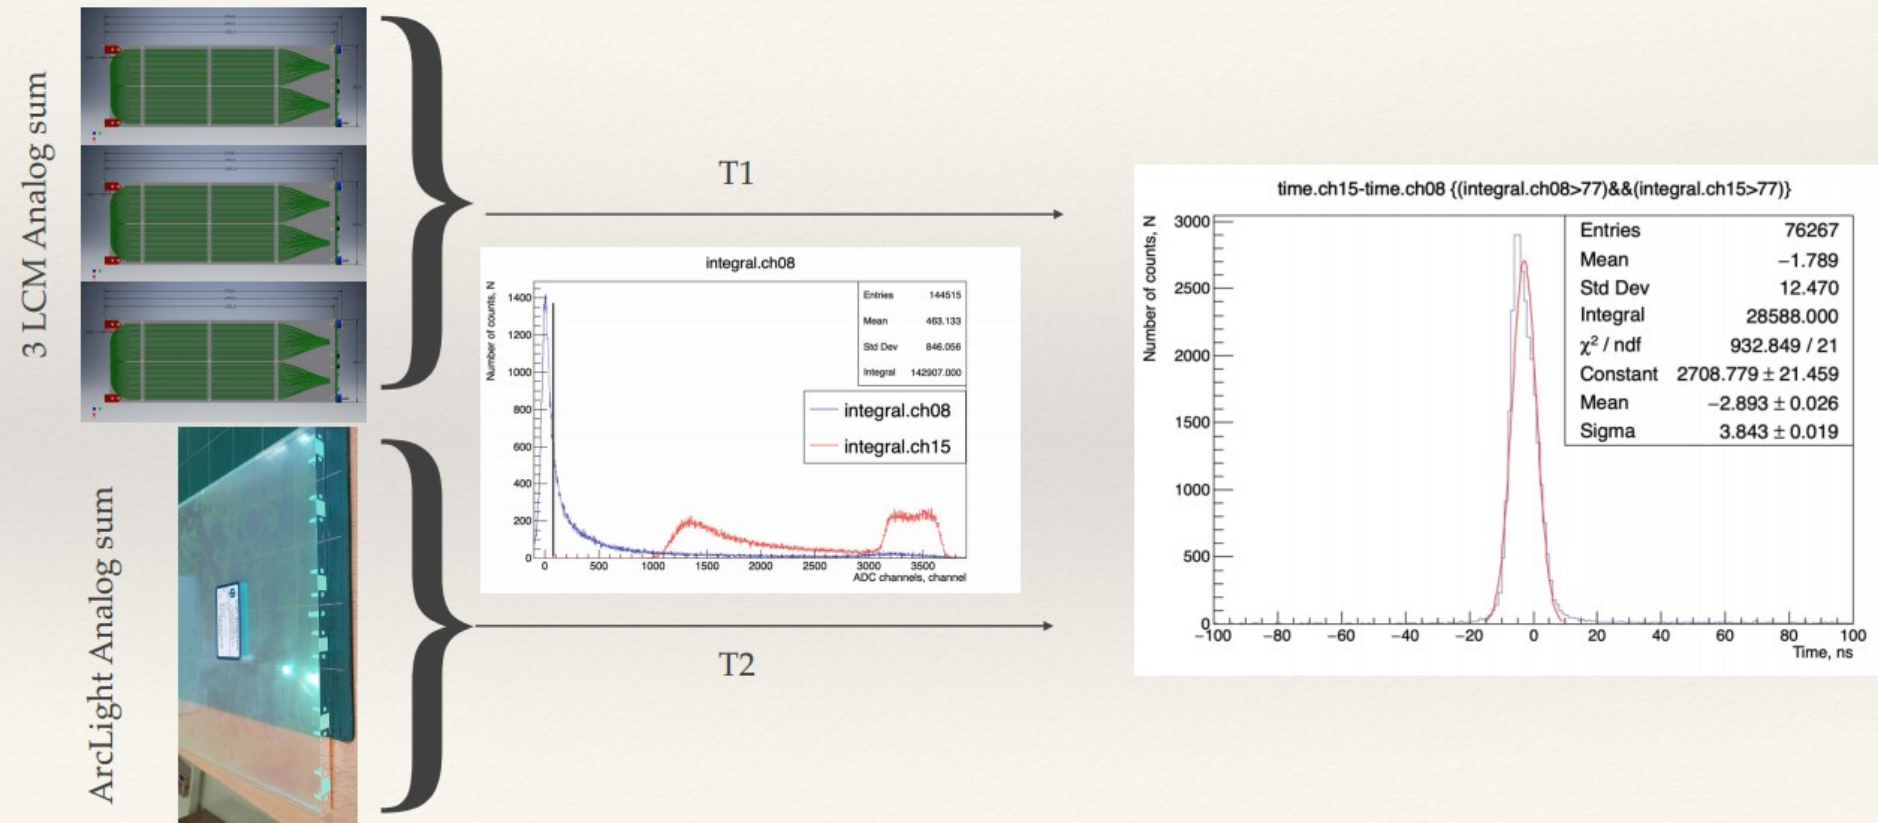 3 LCM Analog sum
ArcLight Analog sum
T1
integral.ch08
Number of counts, N
1400
1200
1000
800
600
400
200
0
Entries 144515
Mean 463.133
Std Dev 846.056
Integral 142907.000
integral.ch08
integral.ch15
0 500 1000 1500 2000 2500 3000 3500
ADC channels, channel
T2
time.ch15-time.ch08 {(integral.ch08>77)&&(integral.ch15>77)}
Number of counts, N
3000
2500
2000
1500
1000
500
0
Entries 76267
Mean −1.789
Std Dev 12.470
Integral 28588.000
χ² / ndf 932.849 / 21
Constant 2708.779 ± 21.459
Mean −2.893 ± 0.026
Sigma 3.843 ± 0.019
−100 −80 −60 −40 −20 0 20 40 60 80 100
Time, ns